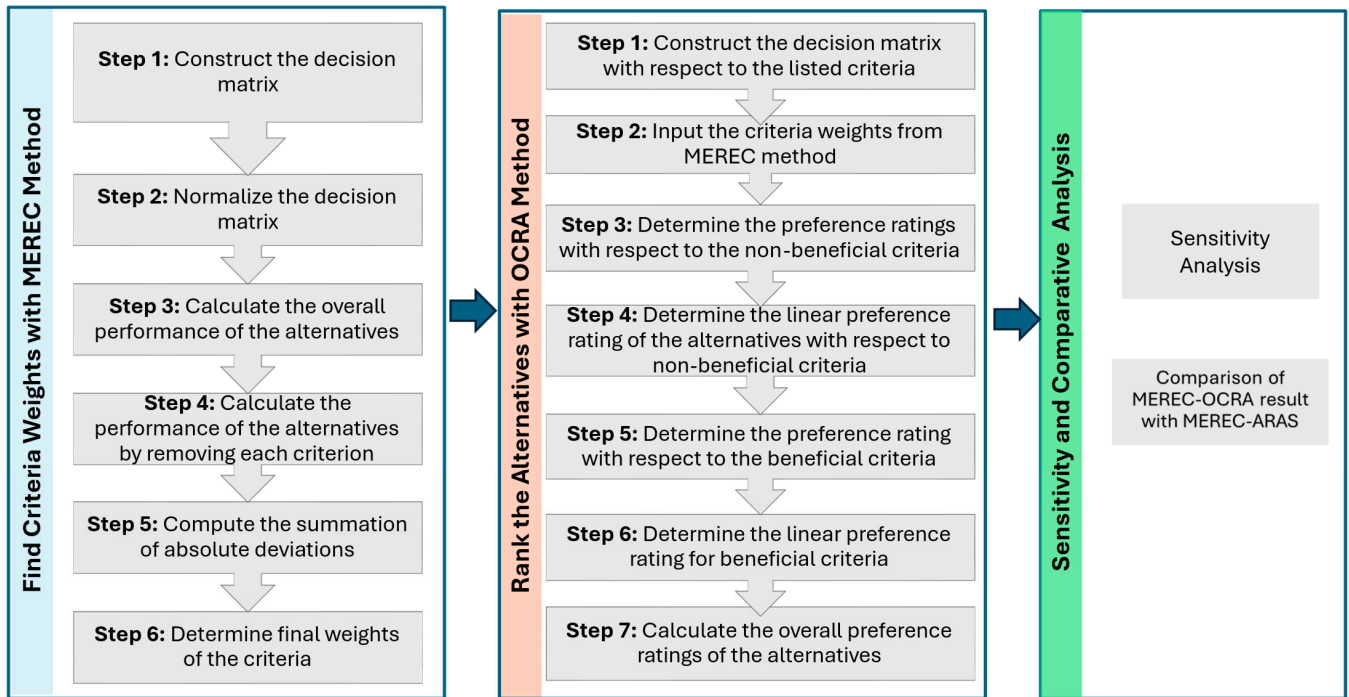 Find Criteria Weights with MEREC Method
Step 1: Construct the decision
matrix
Step 2: Normalize the decision
matrix
Step 3: Calculate the overall
performance of the alternatives
Step 4: Calculate the
performance of the alternatives
by removing each criterion
Step 5: Compute the summation
of absolute deviations
Step 6: Determine final weights
of the criteria
Rank the Alternatives with OCRA Method
Step 1: Construct the decision matrix
with respect to the listed criteria
Step 2: Input the criteria weights from
MEREC method
Step 3: Determine the preference ratings
with respect to the non-beneficial criteria
Step 4: Determine the linear preference
rating of the alternatives with respect to
non-beneficial criteria
Step 5: Determine the preference rating
with respect to the beneficial criteria
Step 6: Determine the linear preference
rating for beneficial criteria
Step 7: Calculate the overall preference
ratings of the alternatives
Sensitivity and Comparative Analysis
Sensitivity
Analysis
Comparison of
MEREC-OCRA result
with MEREC-ARAS